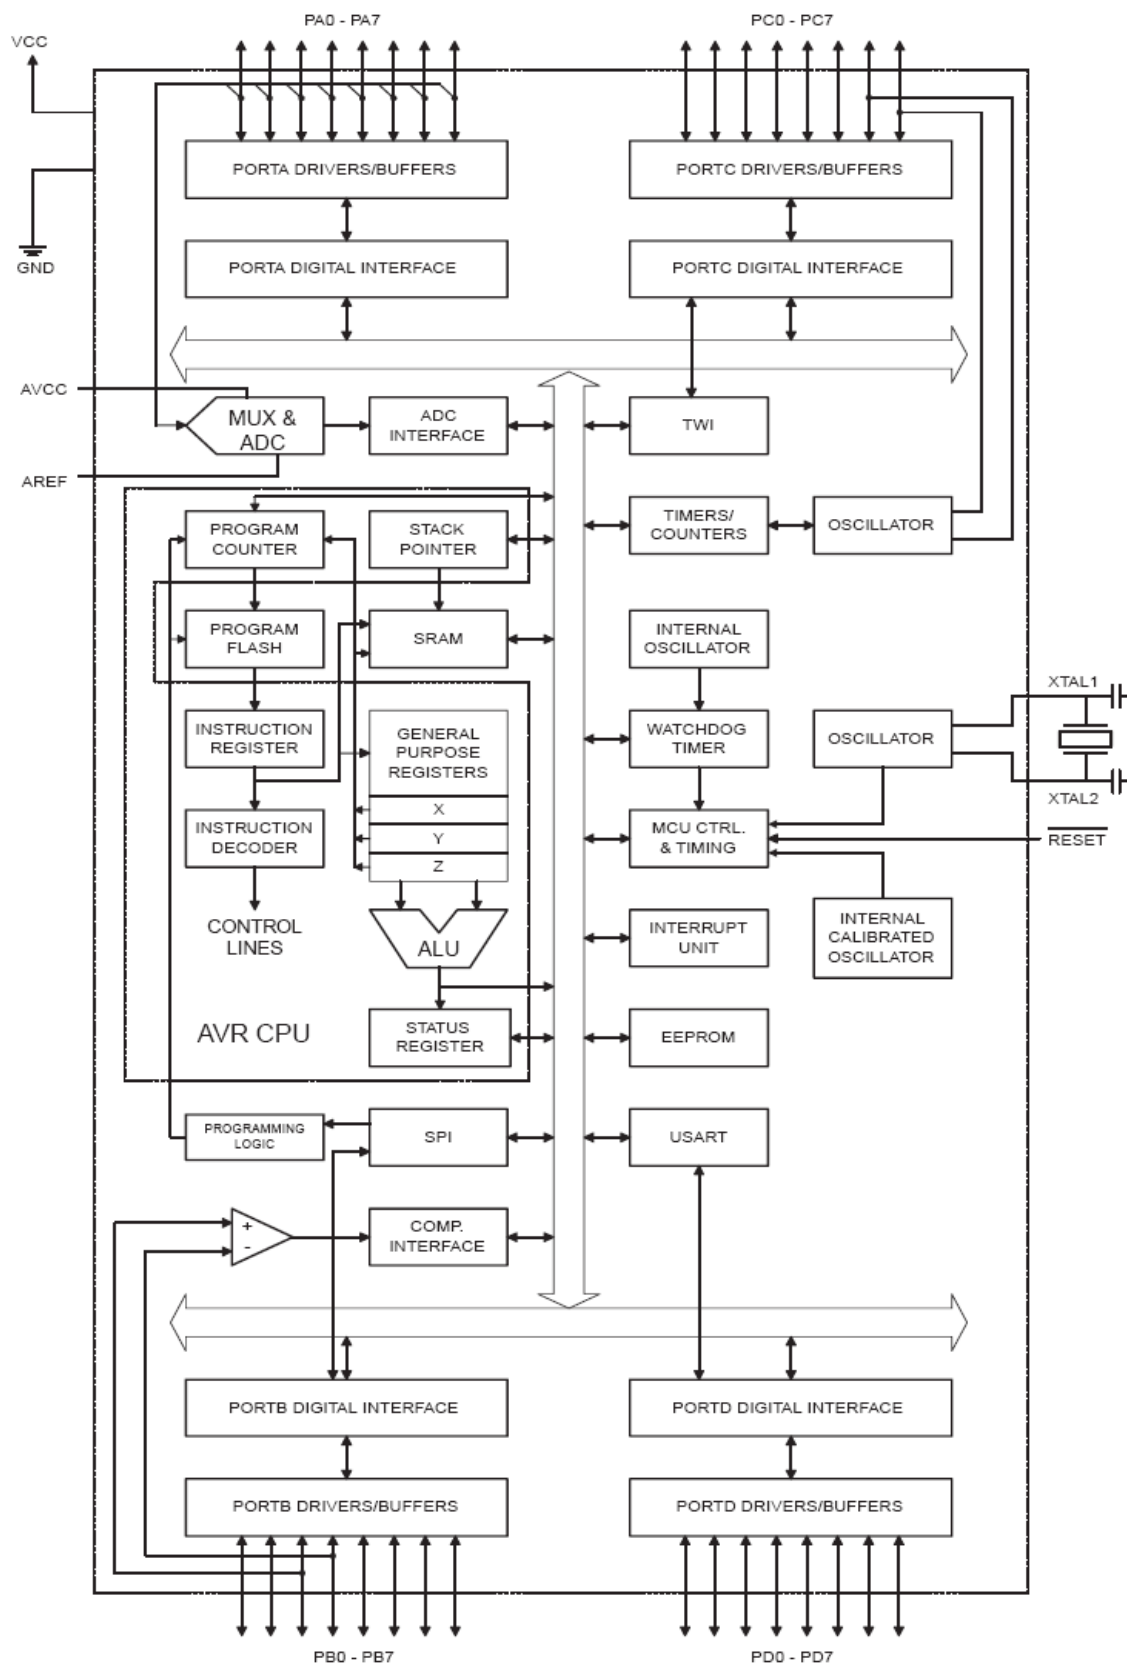 PA0 - PA7
PC0 - PC7
VCC
PORTA DRIVERS/BUFFERS
PORTC DRIVERS/BUFFERS
GND
PORTA DIGITAL INTERFACE
PORTC DIGITAL INTERFACE
AVCC
MUX &
ADC
ADC
INTERFACE
TWI
AREF
PROGRAM
COUNTER
STACK
POINTER
TIMERS/
COUNTERS
OSCILLATOR
PROGRAM
FLASH
SRAM
INTERNAL
OSCILLATOR
XTAL1
INSTRUCTION
REGISTER
GENERAL
PURPOSE
REGISTERS
WATCHDOG
TIMER
OSCILLATOR
XTAL2
X
Y
Z
INSTRUCTION
DECODER
MCU CTRL.
& TIMING
RESET
CONTROL
LINES
ALU
INTERRUPT
UNIT
INTERNAL
CALIBRATED
OSCILLATOR
AVR CPU
STATUS
REGISTER
EEPROM
PROGRAMMING
LOGIC
SPI
USART
+
-
COMP.
INTERFACE
PORTB DIGITAL INTERFACE
PORTD DIGITAL INTERFACE
PORTB DRIVERS/BUFFERS
PORTD DRIVERS/BUFFERS
PB0 - PB7
PD0 - PD7